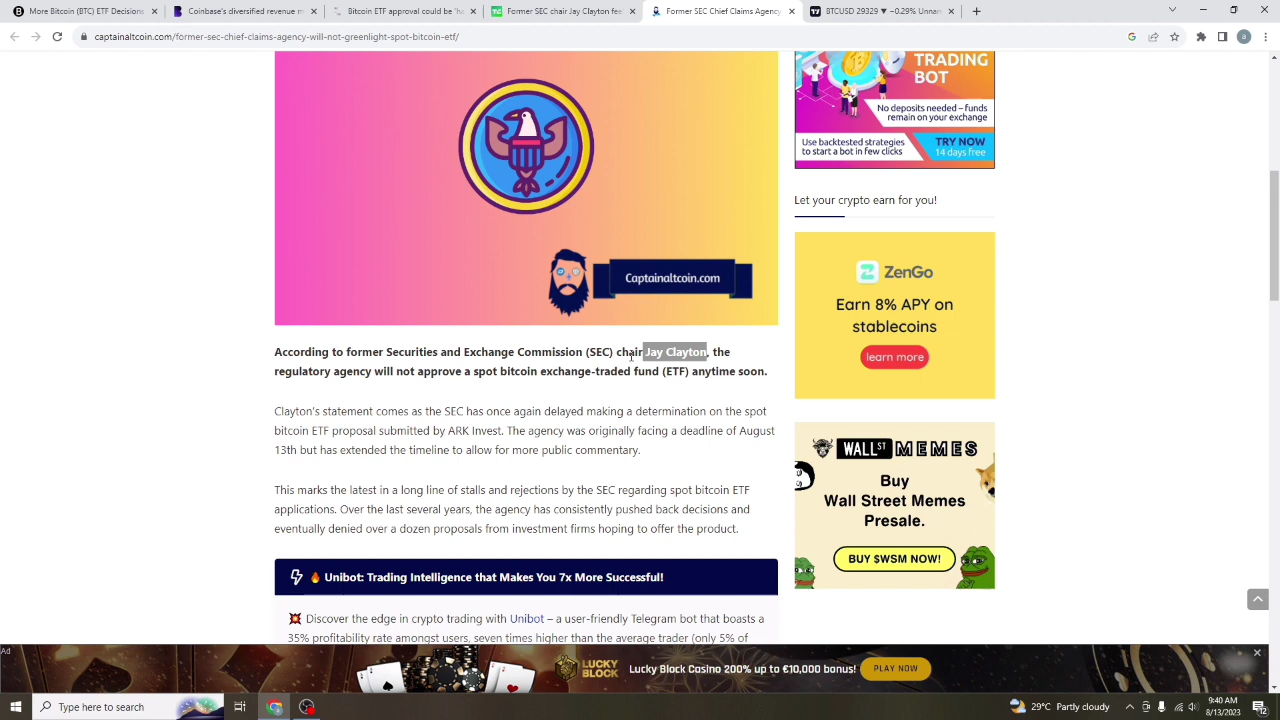 More Bitcoin (BTC) ETF Decisions
Coinbase's diversified revenue m
Bitcoin ETF approval could be 'ha
Former SEC chair Jay Clayton fee
Former SEC Chief Claims Agency
BTCUSD 29329 ▼ −0.29% Unnan
captainaltcoin.com/former-sec-chief-claims-agency-will-not-greenlight-spot-bitcoin-etf/
a
Captainaltcoin.com
According to former Securities and Exchange Commission (SEC) chair Jay Clayton, the
regulatory agency will not approve a spot bitcoin exchange-traded fund (ETF) anytime soon.
Clayton's statement comes as the SEC has once again delayed making a determination on the spot
bitcoin ETF proposal submitted by ARK Invest. The agency was originally facing a deadline of August
13th but has extended the timeline to allow for more public commentary.
This marks the latest in a long line of stalls and rejections by the SEC regarding spot bitcoin ETF
applications. Over the last several years, the agency has consistently pushed back decisions and
eventually denied over a dozen proposals from investment firms hoping to offer the product.
🔥 Unibot: Trading Intelligence that Makes You 7x More Successful!
💥 Discover the edge in crypto trading with Unibot – a user-friendly Telegram bot that boasts a
35% profitability rate amongst users, seven times higher than the average trader (only 5% of
TRADING
BOT
No deposits needed – funds
remain on your exchange
Use backtested strategies
to start a bot in few clicks
TRY NOW
14 days free
Let your crypto earn for you!
ZenGo
Earn 8% APY on
stablecoins
learn more
WALL ST MEMES
Buy
Wall Street Memes
Presale.
BUY $WSM NOW!
Ad
LUCKY
BLOCK
Lucky Block Casino 200% up to €10,000 bonus!
PLAY NOW
Type here to search
29°C Partly cloudy
9:40 AM
8/13/2023
12